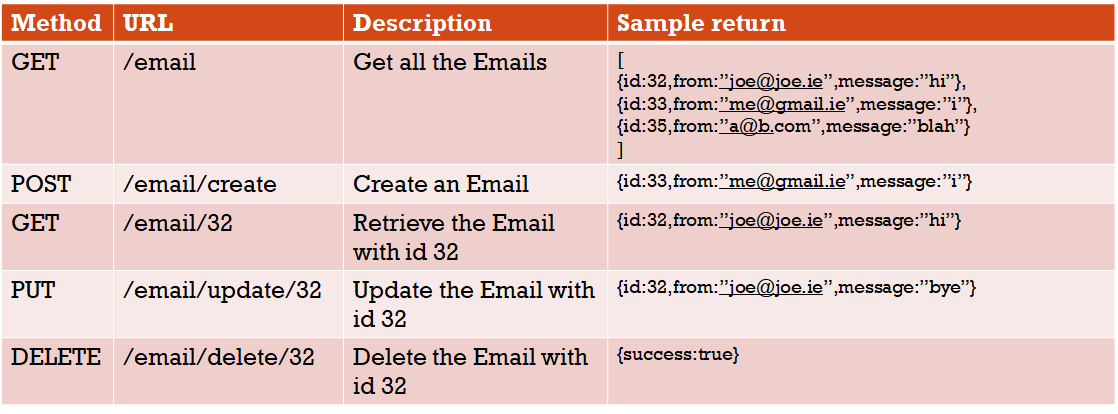 Method URL Description Sample return
GET /email Get all the Emails [
{id:32,from:”joe@joe.ie”,message:”hi”},
{id:33,from:”me@gmail.ie”,message:”i”},
{id:35,from:”a@b.com”,message:”blah”}
]
POST /email/create Create an Email {id:33,from:”me@gmail.ie”,message:”i”}
GET /email/32 Retrieve the Email {id:32,from:”joe@joe.ie”,message:”hi”}
with id 32
PUT /email/update/32 Update the Email with {id:32,from:”joe@joe.ie”,message:”bye”}
id 32
DELETE /email/delete/32 Delete the Email with {success:true}
id 32